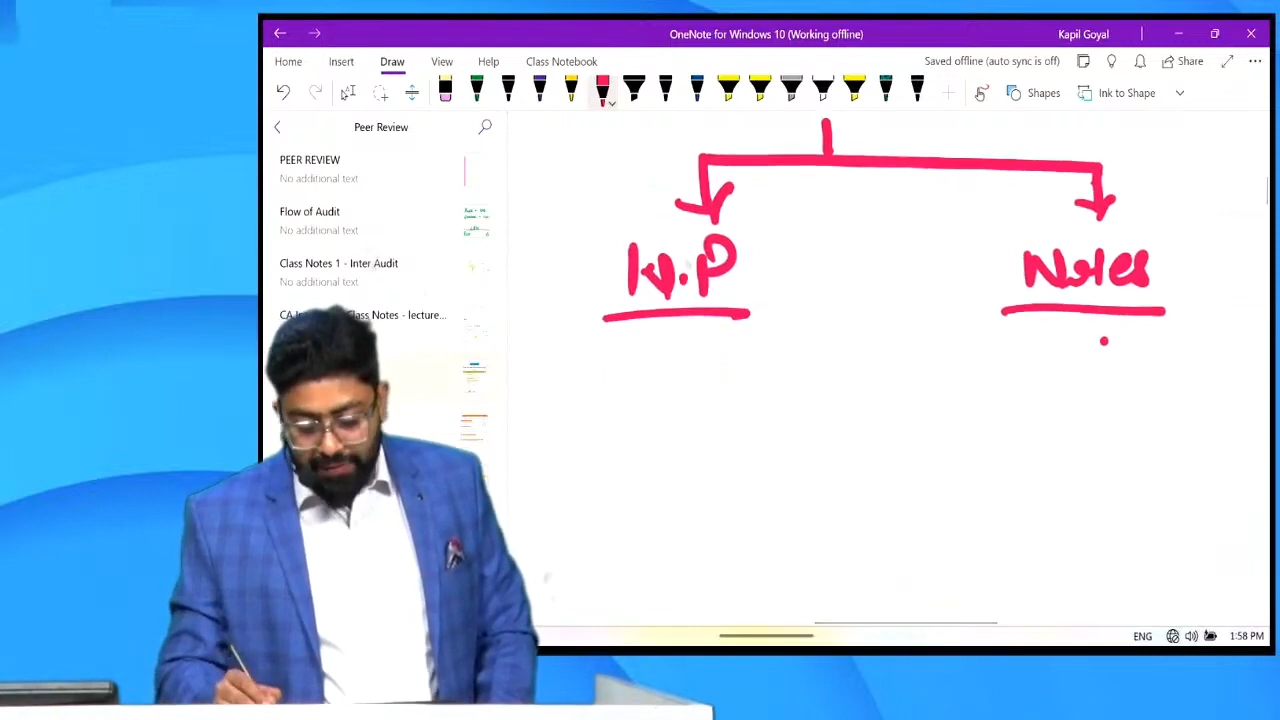 OneNote for Windows 10 (Working offline)
Kapil Goyal
Home Insert Draw View Help Class Notebook
Saved offline (auto sync is off)
Share
Shapes
Ink to Shape
Peer Review
PEER REVIEW
No additional text
Flow of Audit
No additional text
Class Notes 1 - Inter Audit
No additional text
CA Class Notes - lecture...
W.P
Notes
ENG
1:58 PM